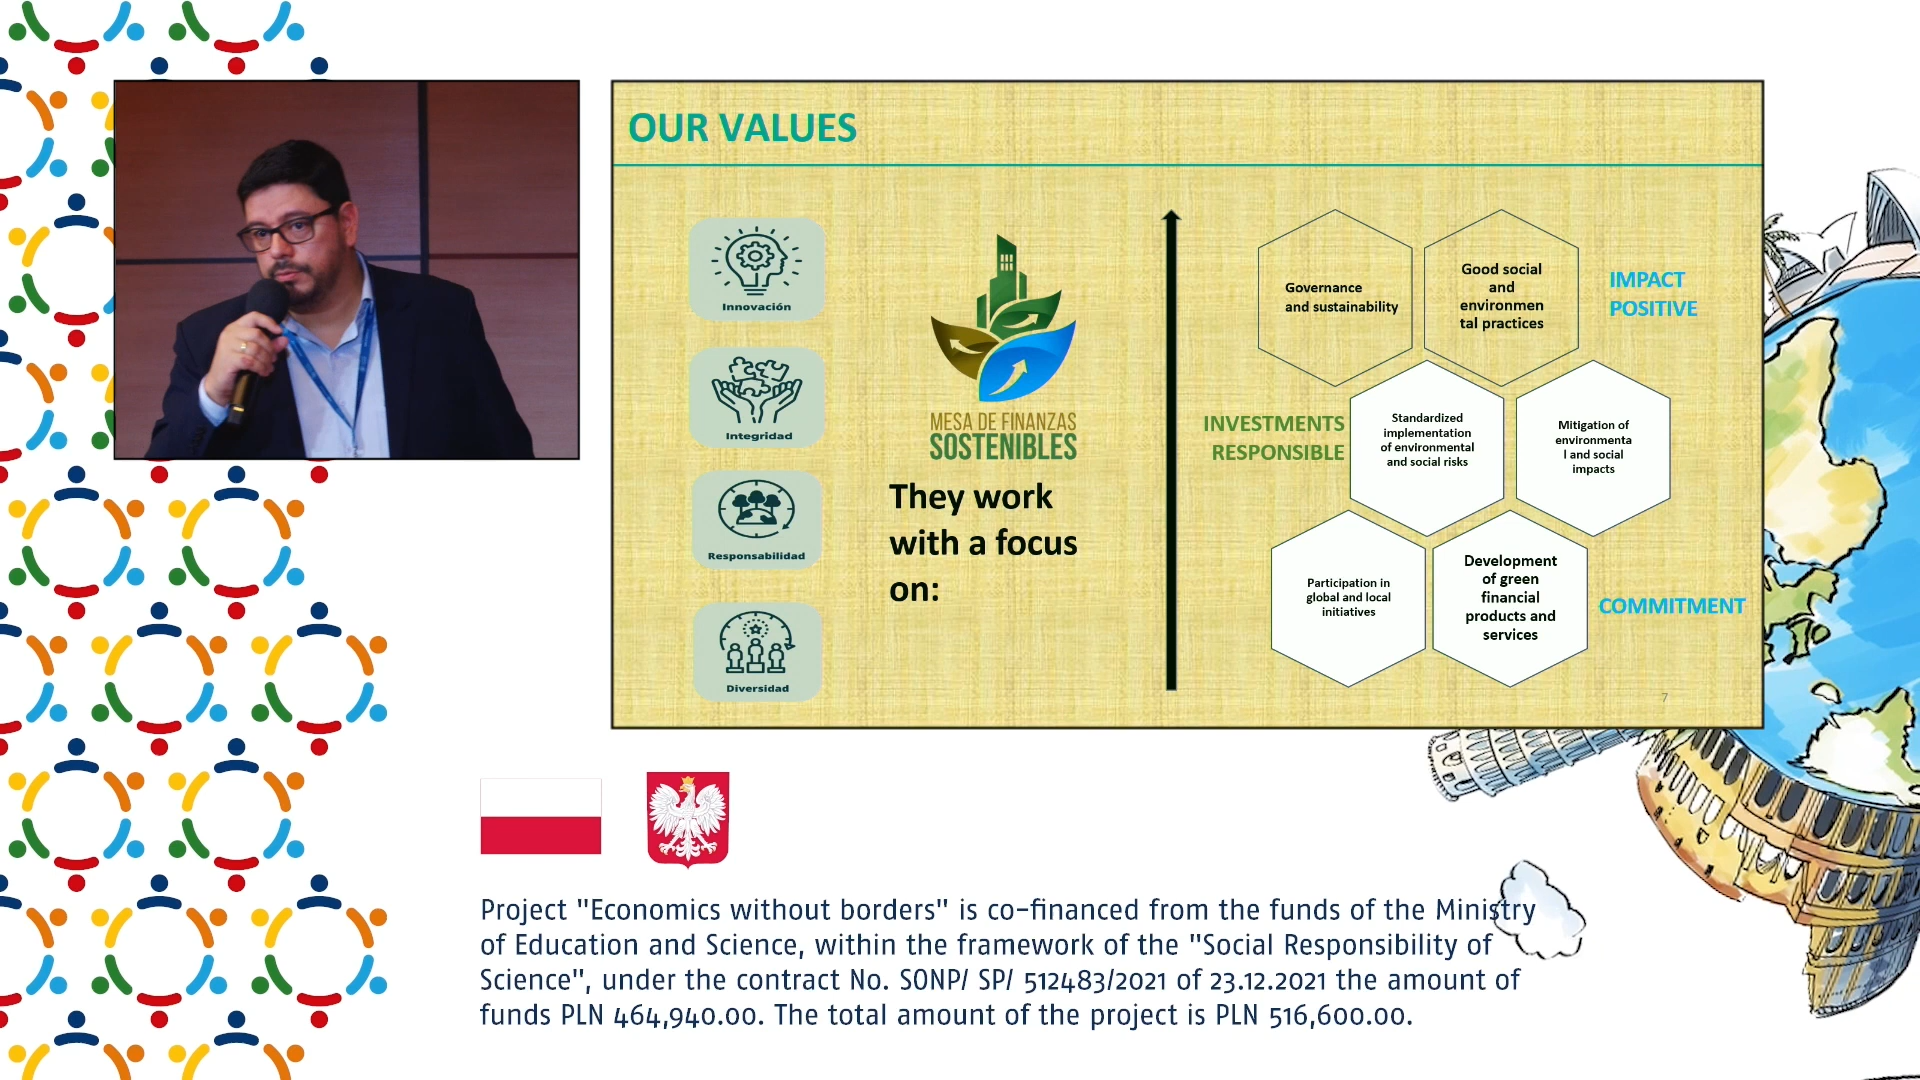 OUR VALUES
Innovación
Integridad
Responsabilidad
Diversidad
MESA DE FINANZAS
SOSTENIBLES
They work
with a focus
on:
Governance
and sustainability
Good social
and
environmen
tal practices
IMPACT
POSITIVE
INVESTMENTS
RESPONSIBLE
Standardized
implementation
of environmental
and social risks
Mitigation of
environmenta
l and social
impacts
Participation in
global and local
initiatives
Development
of green
financial
products and
services
COMMITMENT
7
Project "Economics without borders" is co-financed from the funds of the Ministry
of Education and Science, within the framework of the "Social Responsibility of
Science", under the contract No. SONP/ SP/ 512483/2021 of 23.12.2021 the amount of
funds PLN 464,940.00. The total amount of the project is PLN 516,600.00.